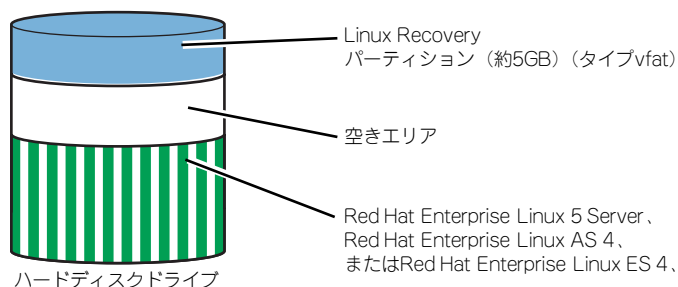 Linux Recovery
パーティション（約5GB）（タイプvfat）
空きエリア
Red Hat Enterprise Linux 5 Server、
Red Hat Enterprise Linux AS 4、
またはRed Hat Enterprise Linux ES 4、
ハードディスクドライブ